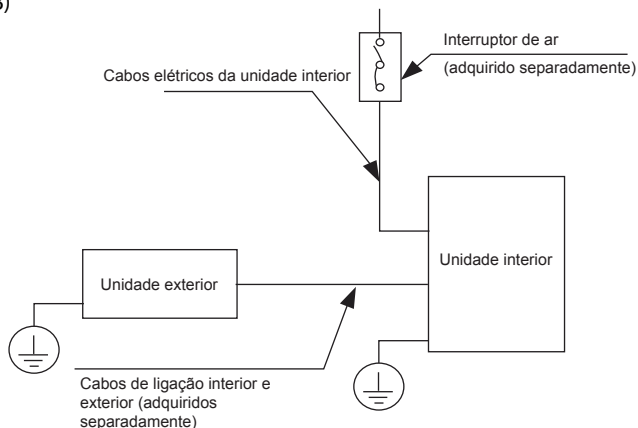 Interruptor de ar
(adquirido separadamente)
Cabos elétricos da unidade interior
Unidade interior
Unidade exterior
Cabos de ligação interior e
exterior (adquiridos
separadamente)